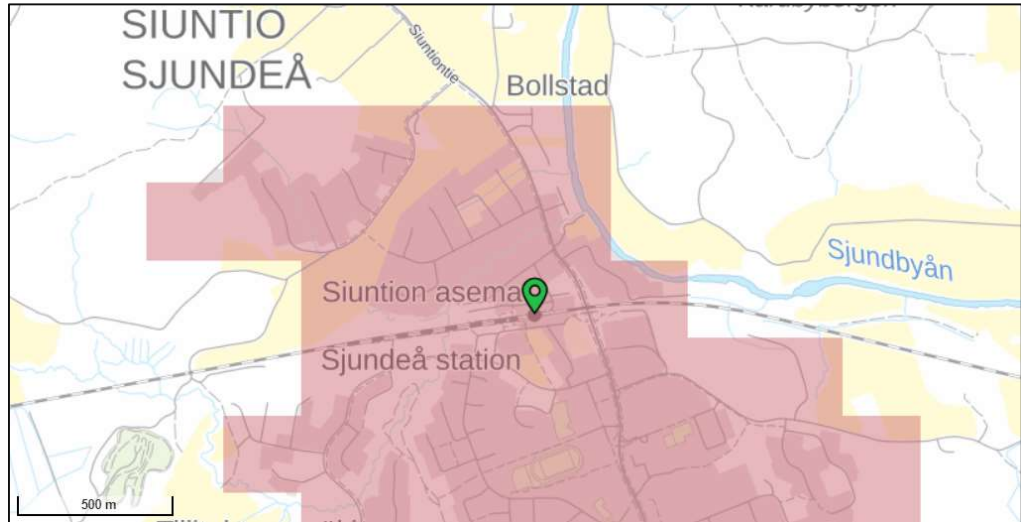 SIUNTIO
SJUNDEÅ
Siuntiontie
Bollstad
Sjundbyån
Siuntion asema
Sjundeå station
500 m